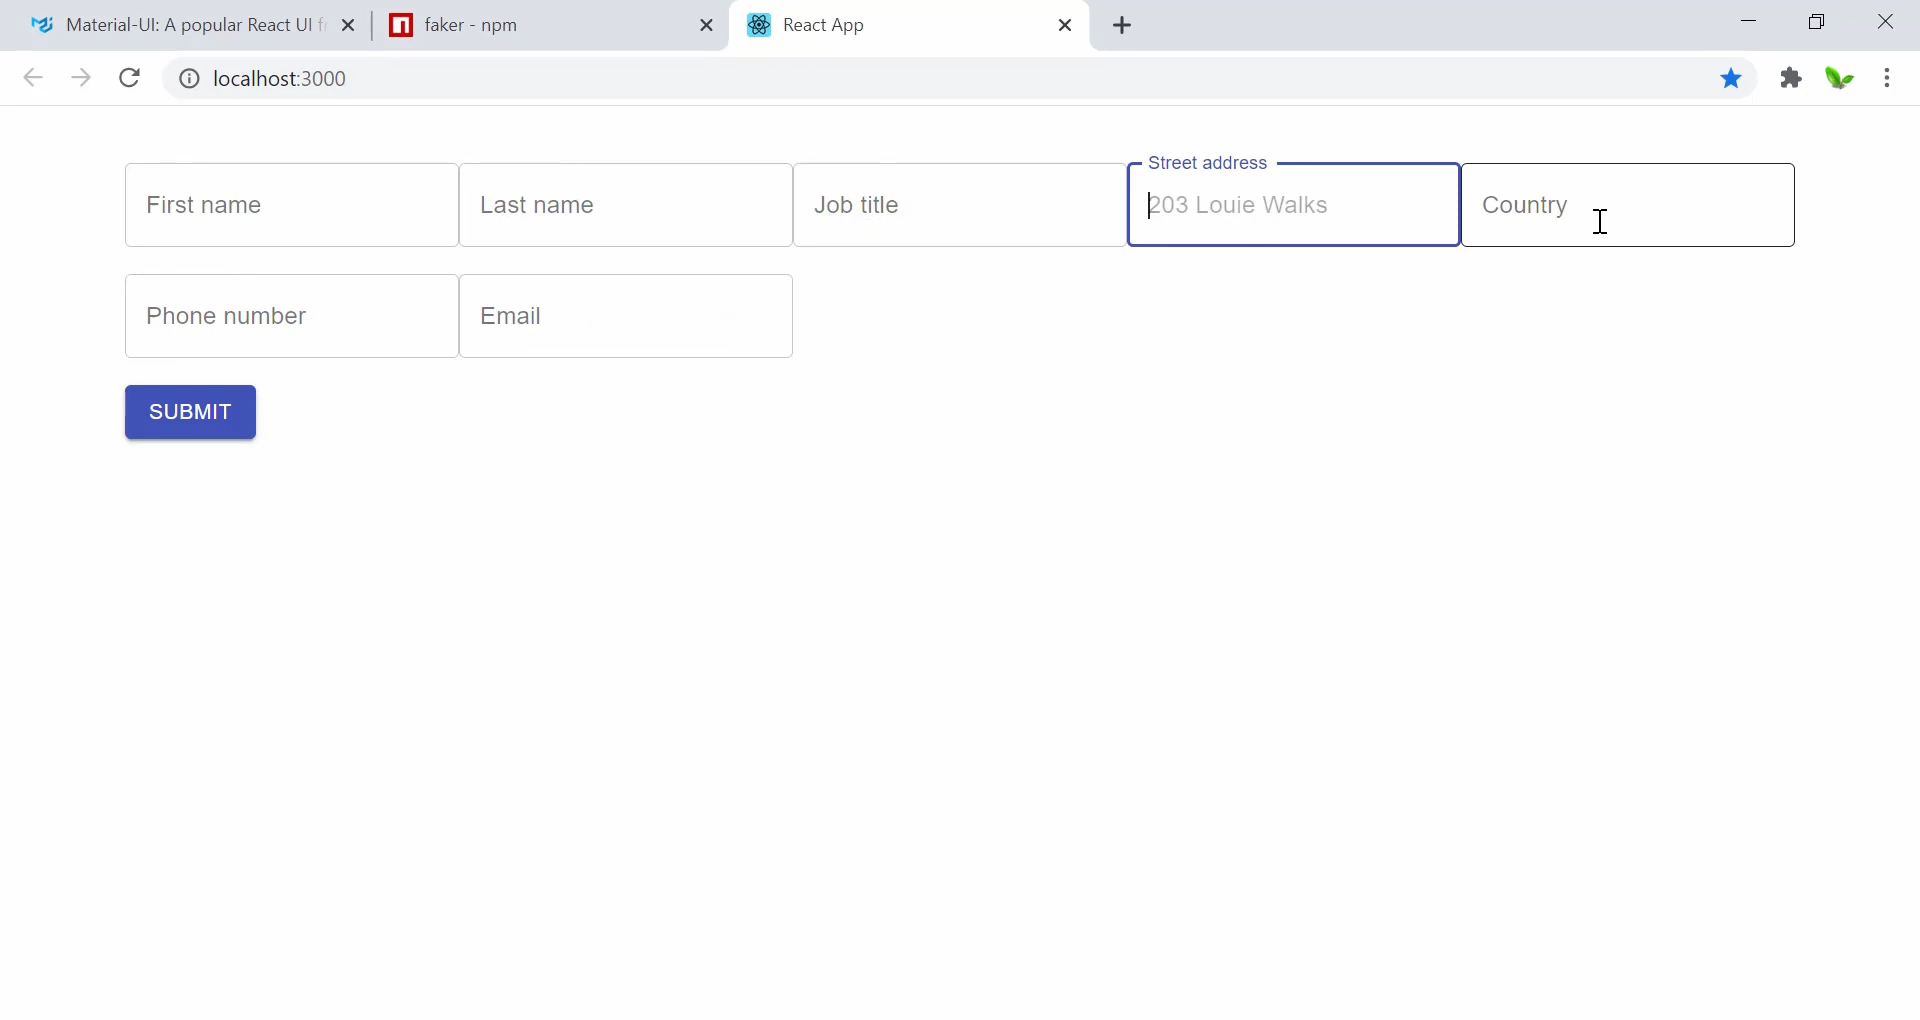 Material-UI: A popular React UI fr
faker - npm
React App
localhost:3000
Street address
First name
Last name
Job title
203 Louie Walks
Country
Phone number
Email
SUBMIT